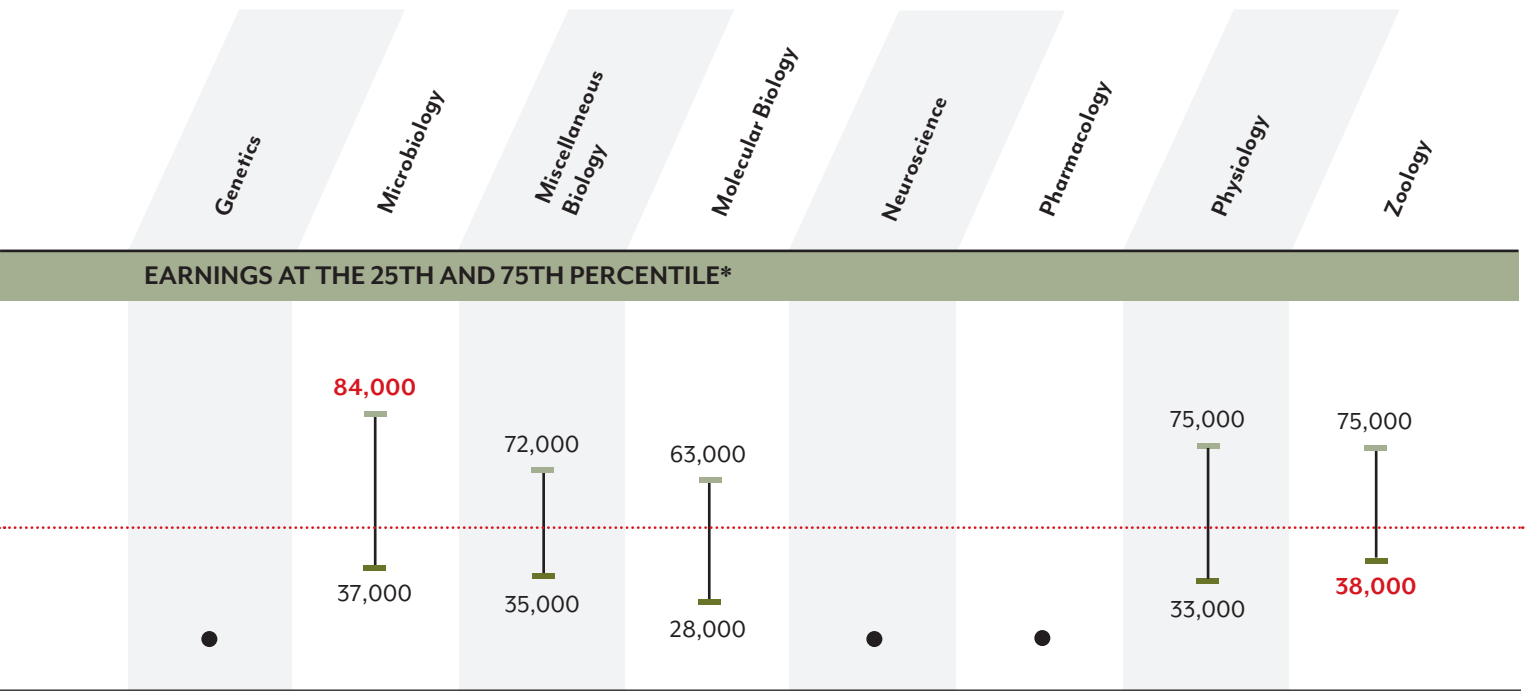 Genetics
Microbiology
Miscellaneous
Biology
Molecular Biology
Neuroscience
Pharmacology
Physiology
Zoology
EARNINGS AT THE 25TH AND 75TH PERCENTILE*
84,000
37,000
72,000
35,000
63,000
28,000
75,000
33,000
75,000
38,000